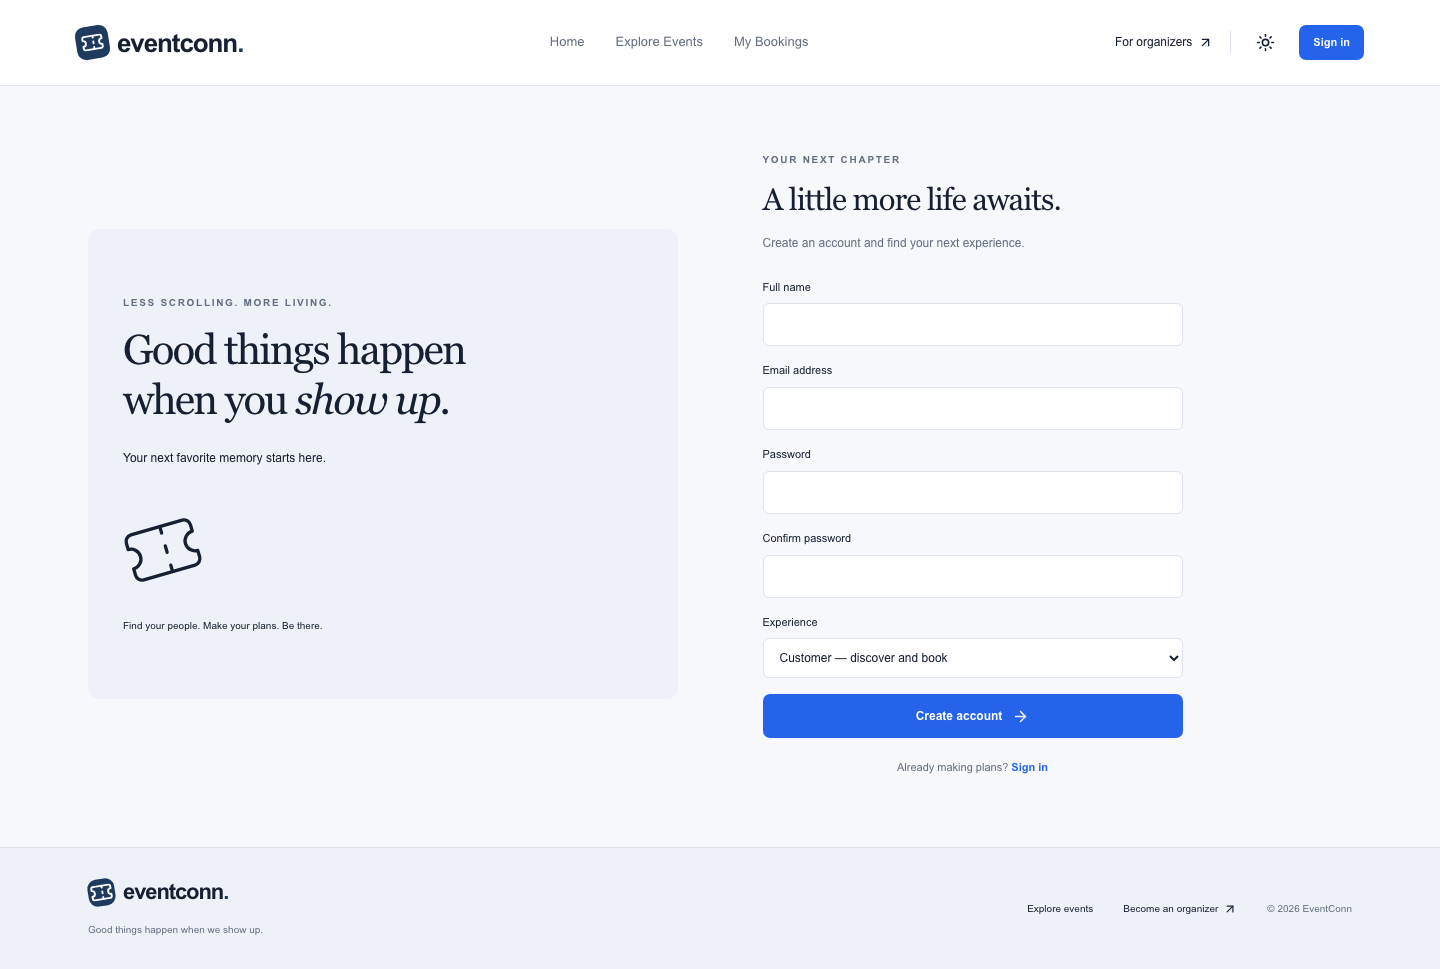 eventconn.
Home
Explore Events
My Bookings
For organizers
Sign in
LESS SCROLLING. MORE LIVING.
Good things happen
when you show up.
Your next favorite memory starts here.
Find your people. Make your plans. Be there.
YOUR NEXT CHAPTER
A little more life awaits.
Create an account and find your next experience.
Full name
Email address
Password
Confirm password
Experience
Customer — discover and book
Create account
Already making plans? Sign in
eventconn.
Good things happen when we show up.
Explore events
Become an organizer
© 2026 EventConn